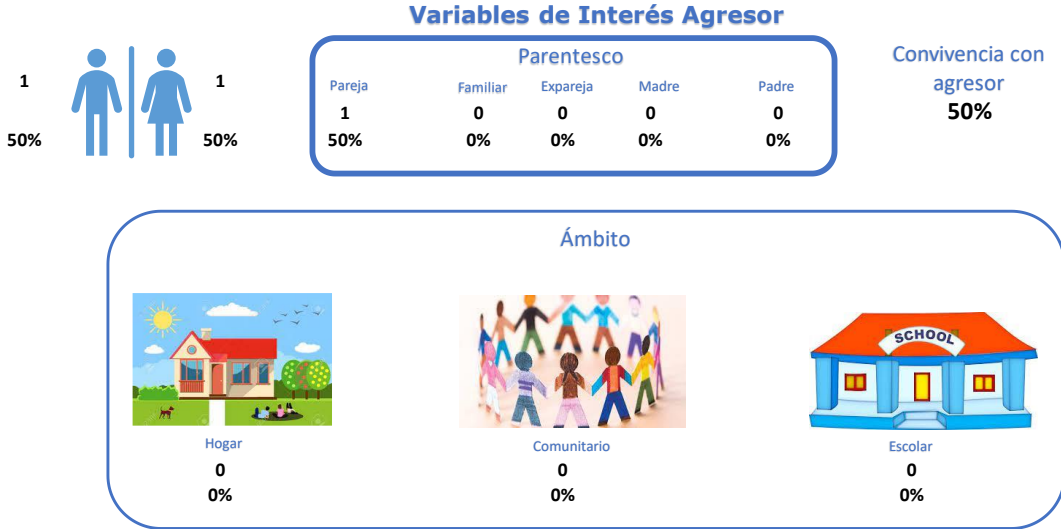 Variables de Interés Agresor
1
50%
1
50%
Parentesco
Pareja Familiar Expareja Madre Padre
1 0 0 0 0
50% 0% 0% 0% 0%
Convivencia con
agresor
50%
Ámbito
SCHOOL
Hogar Comunitario Escolar
0 0 0
0% 0% 0%